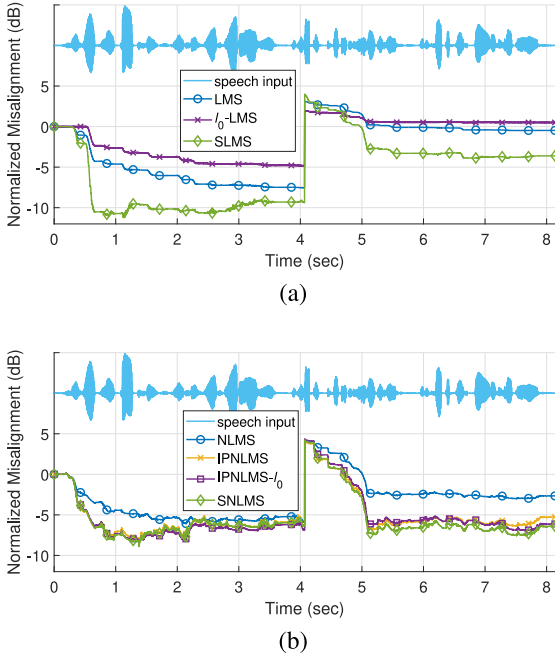 Normalized Misalignment (dB)
5
0
-5
-10
speech input
LMS
l0-LMS
SLMS
0 1 2 3 4 5 6 7 8
Time (sec)
(a)
Normalized Misalignment (dB)
5
0
-5
-10
speech input
NLMS
IPNLMS
IPNLMS-l0
SNLMS
0 1 2 3 4 5 6 7 8
Time (sec)
(b)